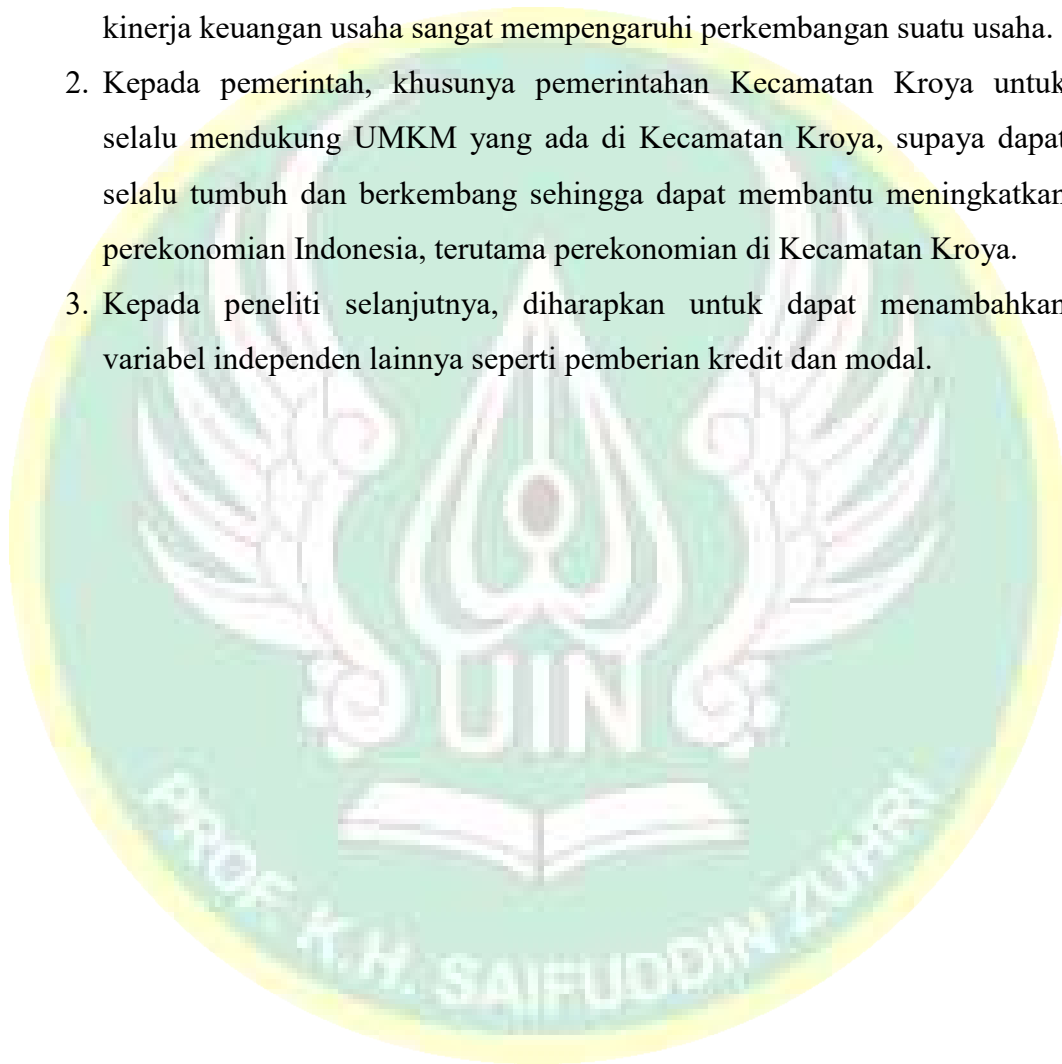 kinerja keuangan usaha sangat mempengaruhi perkembangan suatu usaha.
2. Kepada pemerintah, khusunya pemerintahan Kecamatan Kroya untuk
selalu mendukung UMKM yang ada di Kecamatan Kroya, supaya dapat
selalu tumbuh dan berkembang sehingga dapat membantu meningkatkan
perekonomian Indonesia, terutama perekonomian di Kecamatan Kroya.
3. Kepada peneliti selanjutnya, diharapkan untuk dapat menambahkan
variabel independen lainnya seperti pemberian kredit dan modal.
UIN
PROF. K.H. SAIFUDDIN ZUHRI